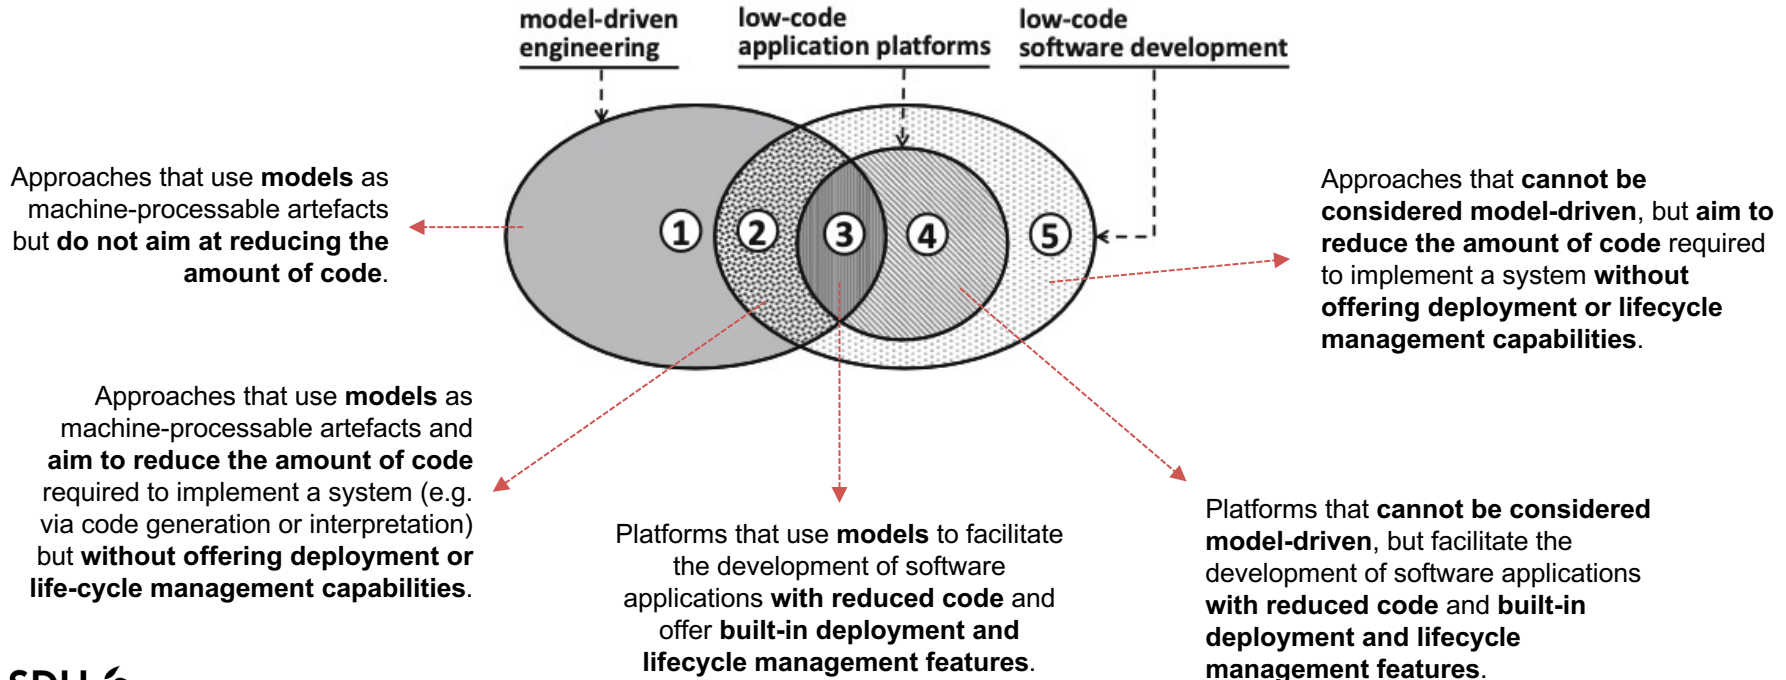 model-driven
engineering
low-code
application platforms
low-code
software development
Approaches that use models as
machine-processable artefacts
but do not aim at reducing the
amount of code.
1
2
3
4
5
Approaches that cannot be
considered model-driven, but aim to
reduce the amount of code required
to implement a system without
offering deployment or lifecycle
management capabilities.
Approaches that use models as
machine-processable artefacts and
aim to reduce the amount of code
required to implement a system (e.g.
via code generation or interpretation)
but without offering deployment or
life-cycle management capabilities.
Platforms that use models to facilitate
the development of software
applications with reduced code and
offer built-in deployment and
lifecycle management features.
Platforms that cannot be considered
model-driven, but facilitate the
development of software applications
with reduced code and built-in
deployment and lifecycle
management features.